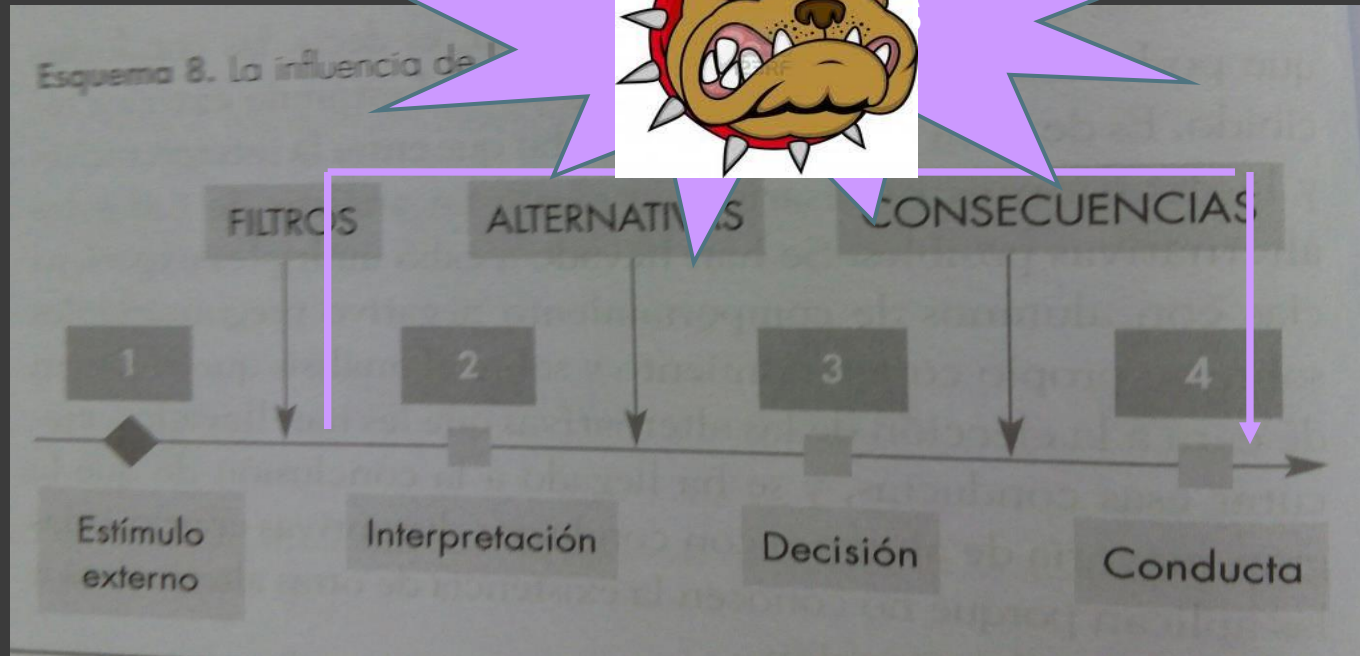 Esquema 8. La influencia de
FILTROS
ALTERNATIVAS
CONSECUENCIAS
1
2
3
4
Estímulo
externo
Interpretación
Decisión
Conducta